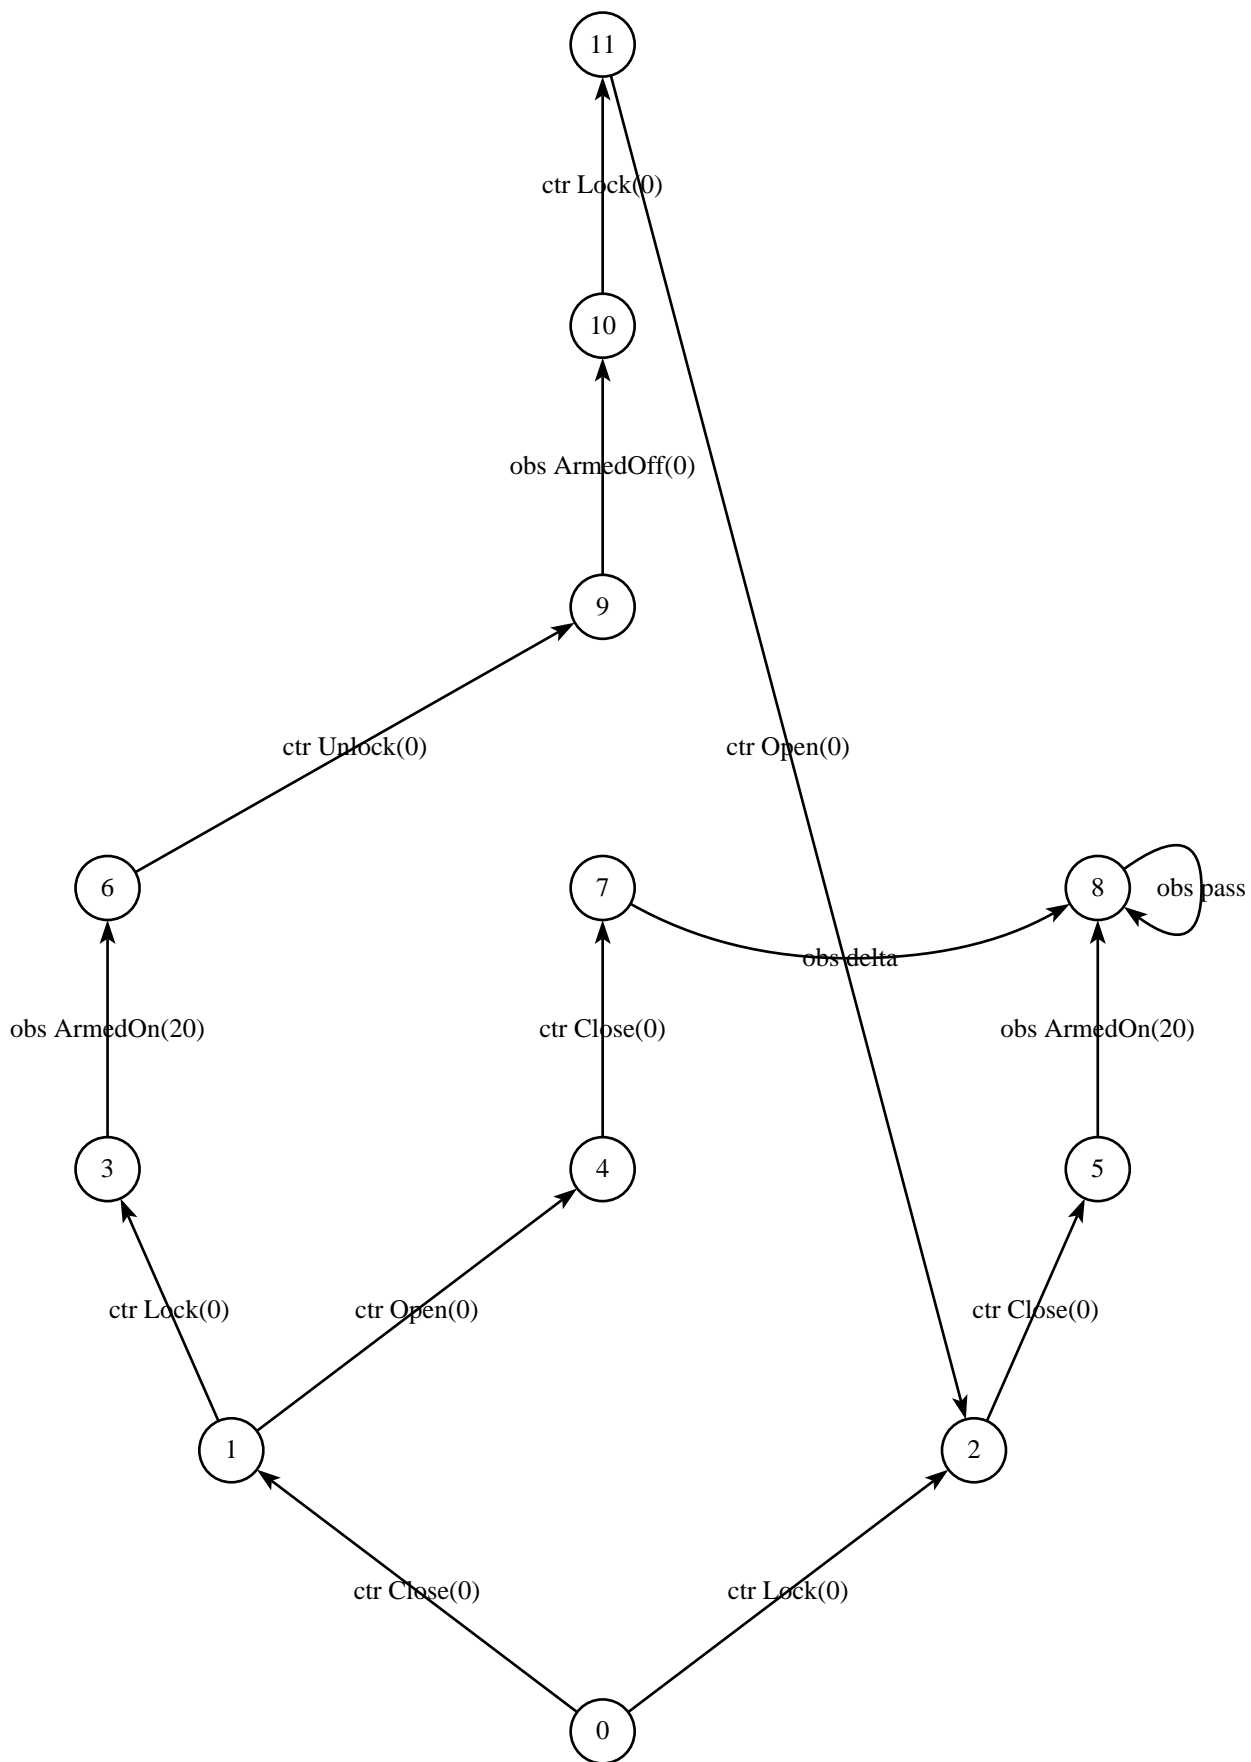 11
ctr Lock(0)
10
obs ArmedOff(0)
9
ctr Unlock(0)
ctr Open(0)
6
7
8
obs pass
obs delta
obs ArmedOn(20)
ctr Close(0)
obs ArmedOn(20)
3
4
5
ctr Lock(0)
ctr Open(0)
ctr Close(0)
1
2
ctr Close(0)
ctr Lock(0)
0